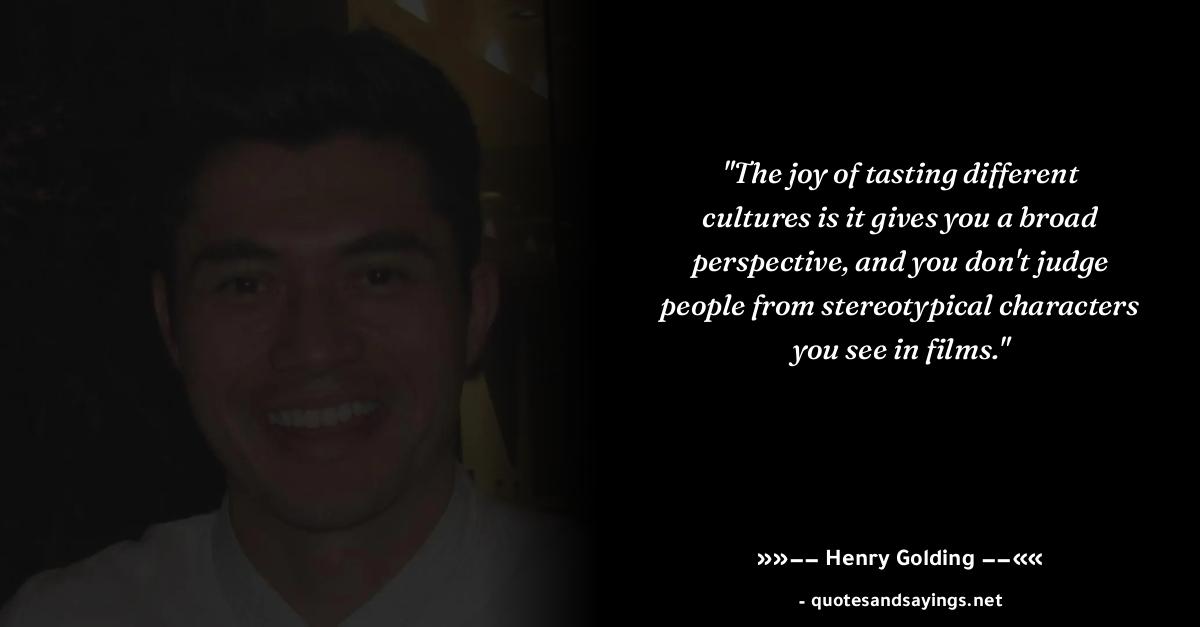 "The joy of tasting different
cultures is it gives you a broad
perspective, and you don't judge
people from stereotypical characters
you see in films."
»»−− Henry Golding −−««
- quotesandsayings.net